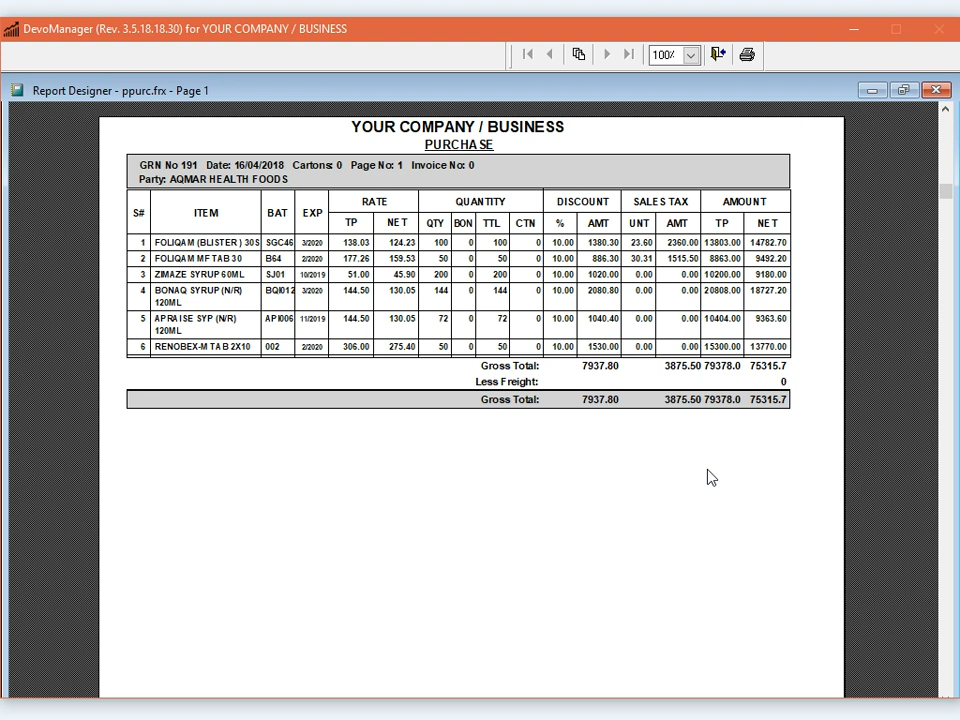 DevoManager (Rev. 3.5.18.18.30) for YOUR COMPANY / BUSINESS
100%
Report Designer - ppurc.frx - Page 1
YOUR COMPANY / BUSINESS
PURCHASE
GRN No 191 Date: 16/04/2018 Cartons: 0 Page No: 1 Invoice No: 0
Party: AQMAR HEALTH FOODS
S# ITEM BAT EXP RATE QUANTITY DISCOUNT SALES TAX AMOUNT
TP NET QTY BON TTL CTN % AMT UNT AMT TP NET
1 FOLIQAM (BLISTER ) 30S SGC46 3/2020 138.03 124.23 100 0 100 0 10.00 1380.30 23.60 2360.00 13803.00 14782.70
2 FOLIQAM MF TAB 30 B64 2/2020 177.26 159.53 50 0 50 0 10.00 886.30 30.31 1515.50 8863.00 9492.20
3 ZIMAZE SYRUP 60ML SJ01 10/2019 51.00 45.90 200 0 200 0 10.00 1020.00 0.00 0.00 10200.00 9180.00
4 BONAQ SYRUP (N/R) BQI012 3/2020 144.50 130.05 144 0 144 0 10.00 2080.80 0.00 0.00 20808.00 18727.20
120ML
5 APRAISE SYP (N/R) API006 11/2019 144.50 130.05 72 0 72 0 10.00 1040.40 0.00 0.00 10404.00 9363.60
120ML
6 RENOBEX-M TAB 2X10 002 2/2020 306.00 275.40 50 0 50 0 10.00 1530.00 0.00 0.00 15300.00 13770.00
Gross Total: 7937.80 3875.50 79378.0 75315.7
Less Freight: 0
Gross Total: 7937.80 3875.50 79378.0 75315.7